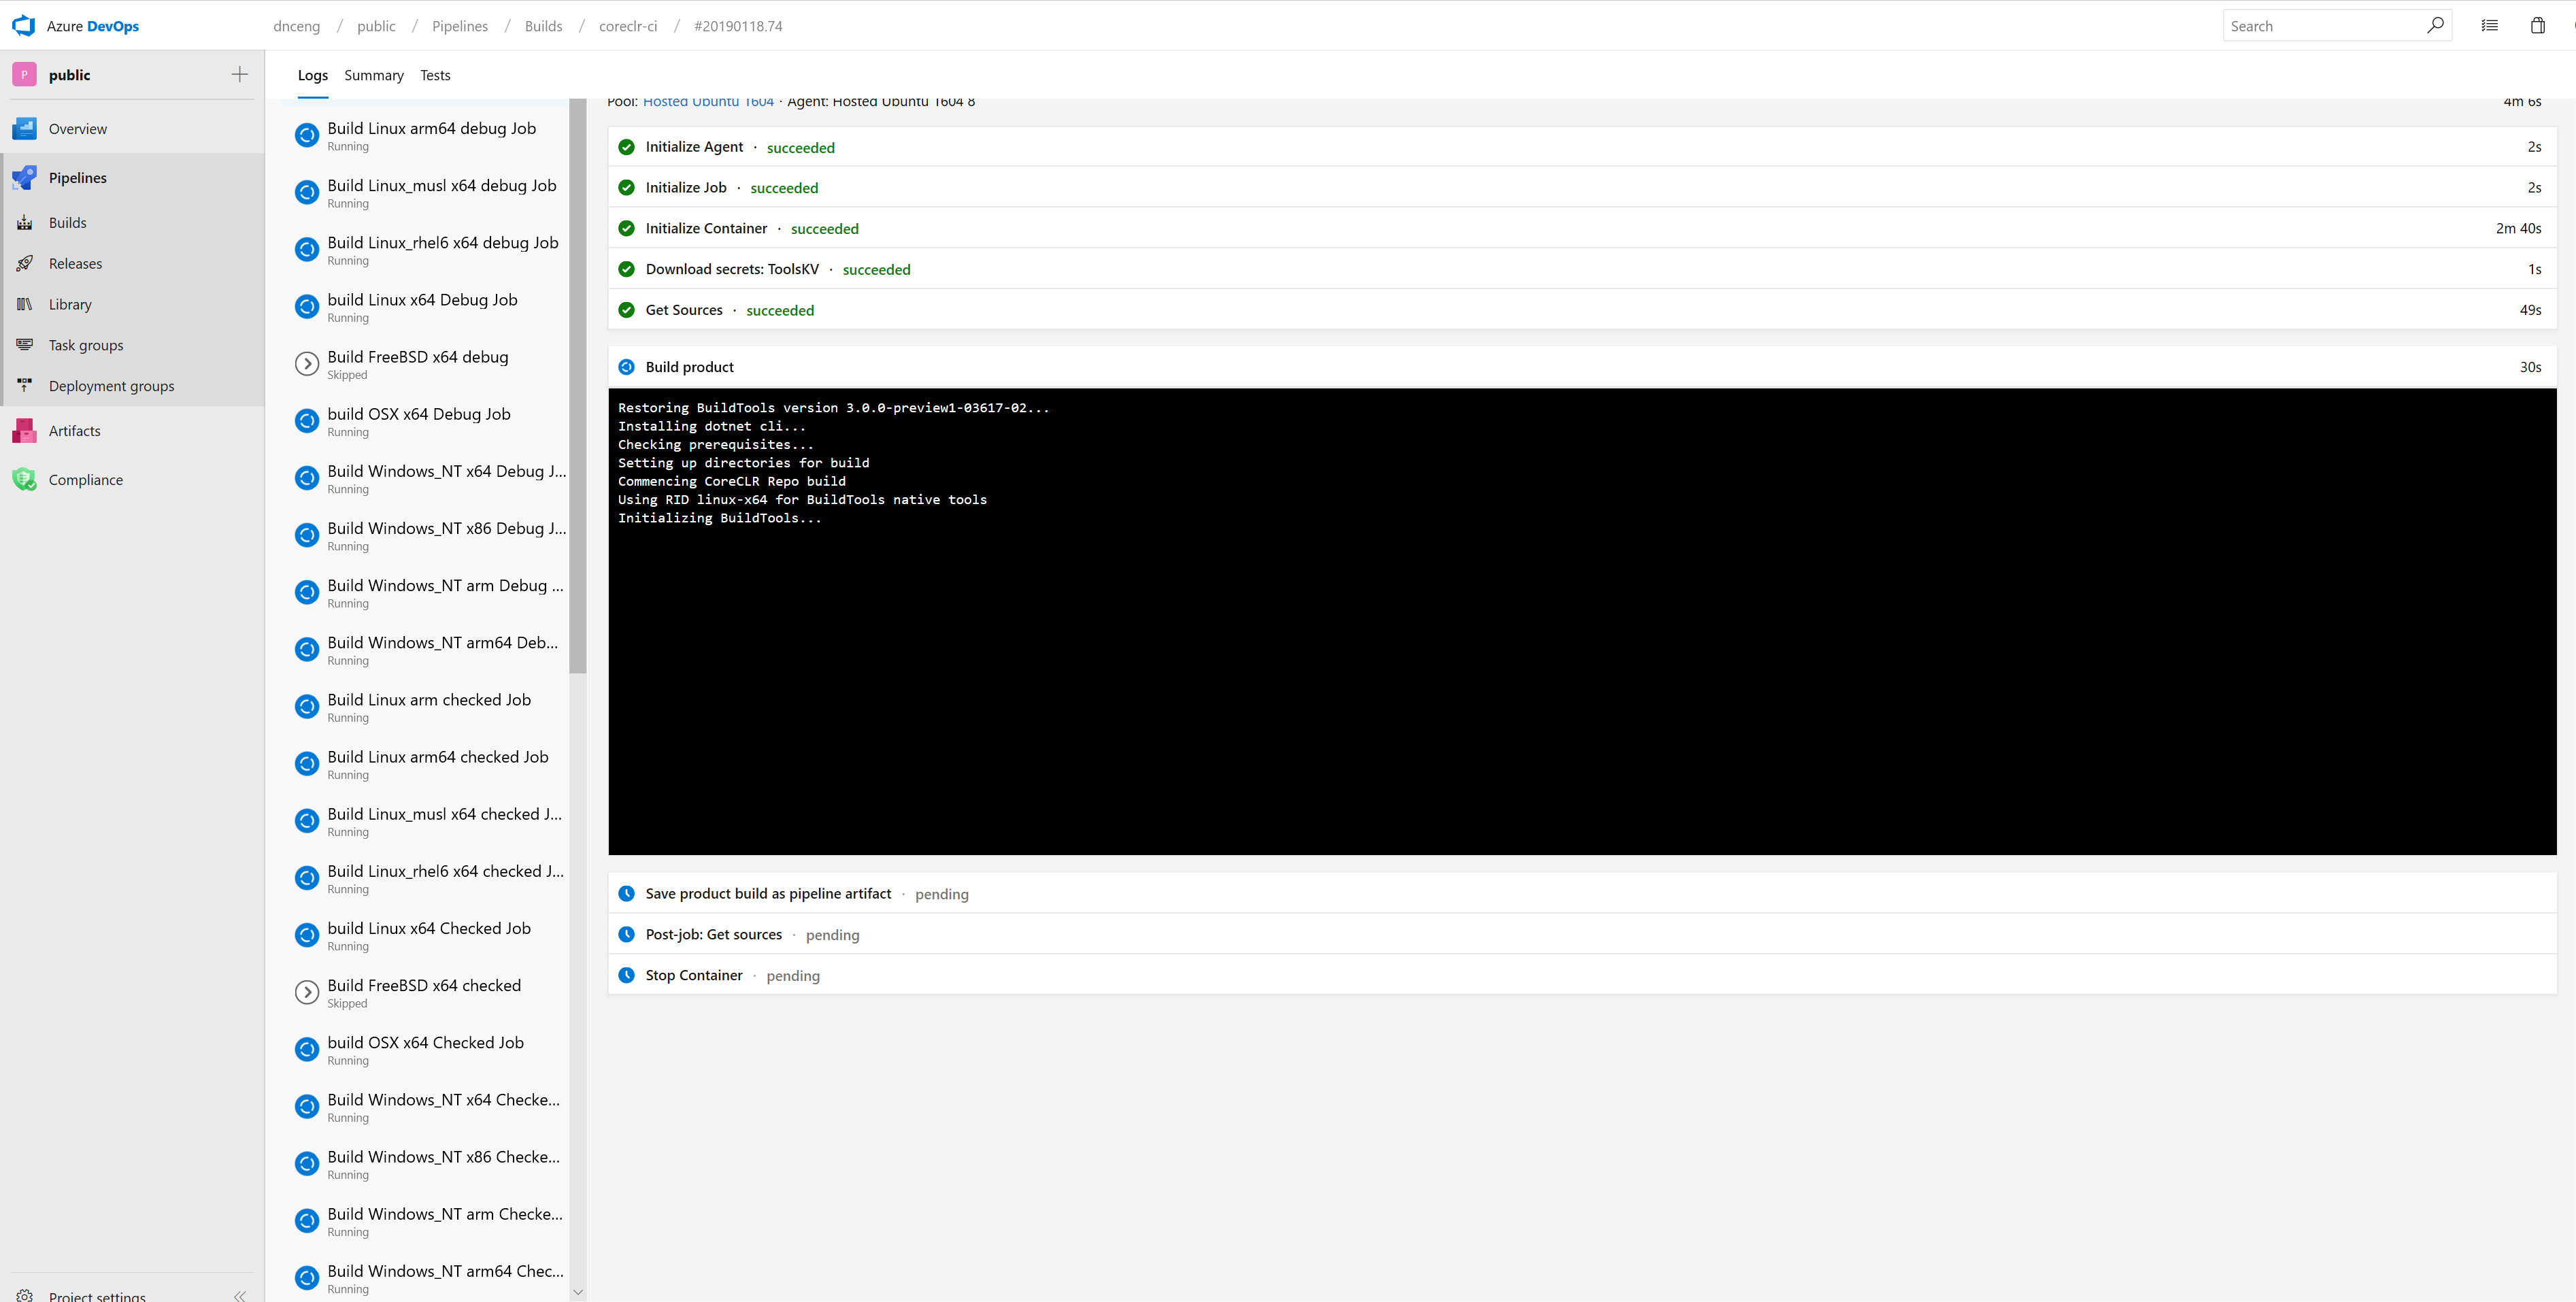 Azure DevOps
dnceng / public / Pipelines / Builds / coreclr-ci / #20190118.74
Search
P public
Overview
Pipelines
Builds
Releases
Library
Task groups
Deployment groups
Artifacts
Compliance
Project settings
Logs Summary Tests
Build Linux arm64 debug Job
Running
Build Linux_musl x64 debug Job
Running
Build Linux_rhel6 x64 debug Job
Running
build Linux x64 Debug Job
Running
Build FreeBSD x64 debug
Skipped
build OSX x64 Debug Job
Running
Build Windows_NT x64 Debug J...
Running
Build Windows_NT x86 Debug J...
Running
Build Windows_NT arm Debug ...
Running
Build Windows_NT arm64 Deb...
Running
Build Linux arm checked Job
Running
Build Linux arm64 checked Job
Running
Build Linux_musl x64 checked J...
Running
Build Linux_rhel6 x64 checked J...
Running
build Linux x64 Checked Job
Running
Build FreeBSD x64 checked
Skipped
build OSX x64 Checked Job
Running
Build Windows_NT x64 Checke...
Running
Build Windows_NT x86 Checke...
Running
Build Windows_NT arm Checke...
Running
Build Windows_NT arm64 Chec...
Running
Pool: Hosted Ubuntu 1604 · Agent: Hosted Ubuntu 1604 8 4m 6s
Initialize Agent · succeeded 2s
Initialize Job · succeeded 2s
Initialize Container · succeeded 2m 40s
Download secrets: ToolsKV · succeeded 1s
Get Sources · succeeded 49s
Build product 30s
Restoring BuildTools version 3.0.0-preview1-03617-02...
Installing dotnet cli...
Checking prerequisites...
Setting up directories for build
Commencing CoreCLR Repo build
Using RID linux-x64 for BuildTools native tools
Initializing BuildTools...
Save product build as pipeline artifact · pending
Post-job: Get sources · pending
Stop Container · pending